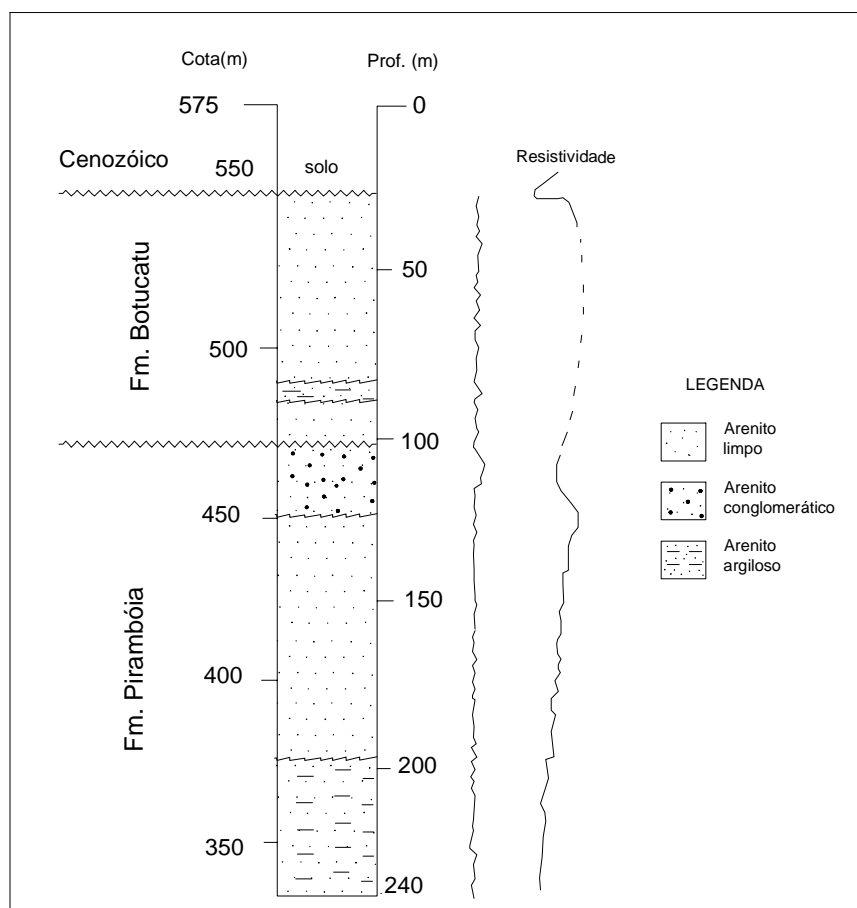 Cota(m)
Prof. (m)
575
0
Cenozóico
550
solo
Resistividade
Fm. Botucatu
50
500
LEGENDA
Arenito
limpo
100
Arenito
conglomerático
450
Arenito
argiloso
150
Fm. Pirambóia
400
200
350
240